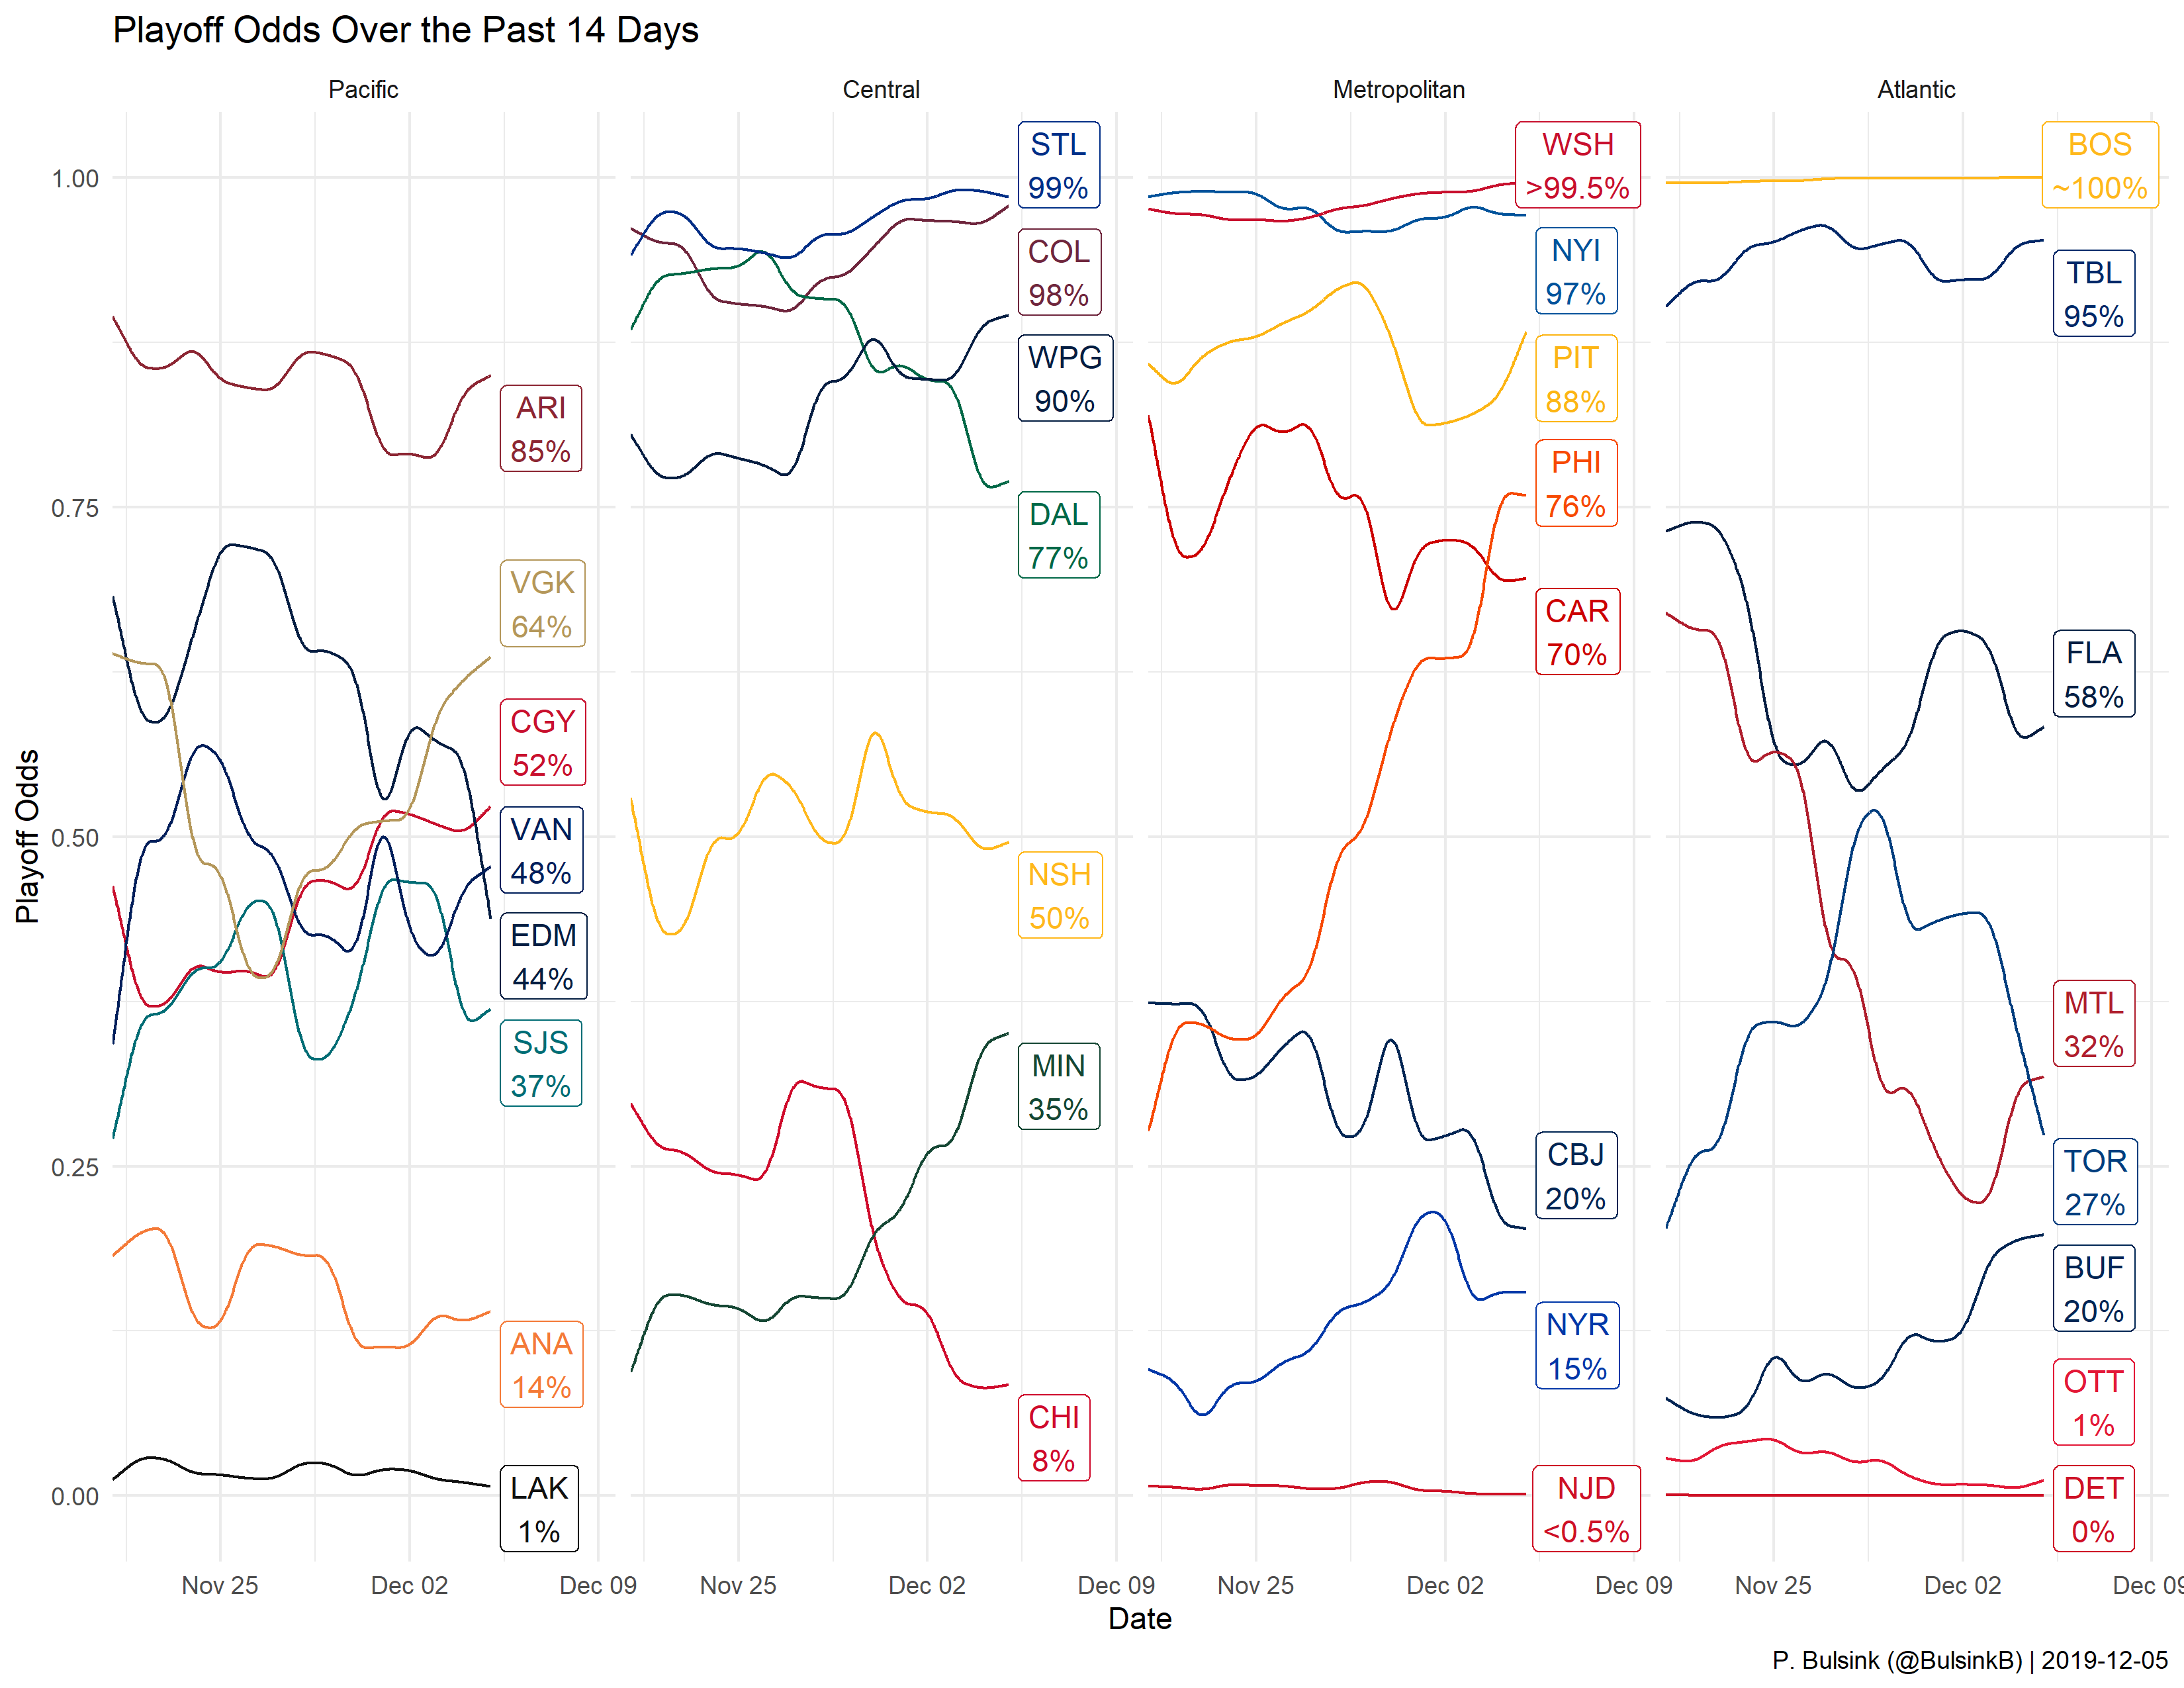 Playoff Odds Over the Past 14 Days
Pacific
Central
Metropolitan
Atlantic
Playoff Odds
1.00
0.75
0.50
0.25
0.00
ARI
85%
VGK
64%
CGY
52%
VAN
48%
EDM
44%
SJS
37%
ANA
14%
LAK
1%
STL
99%
COL
98%
WPG
90%
DAL
77%
NSH
50%
MIN
35%
CHI
8%
WSH
>99.5%
NYI
97%
PIT
88%
PHI
76%
CAR
70%
CBJ
20%
NYR
15%
NJD
<0.5%
BOS
~100%
TBL
95%
FLA
58%
MTL
32%
TOR
27%
BUF
20%
OTT
1%
DET
0%
Nov 25 Dec 02 Dec 09
Nov 25 Dec 02 Dec 09
Nov 25 Dec 02 Dec 09
Nov 25 Dec 02 Dec 09
Date
P. Bulsink (@BulsinkB) | 2019-12-05